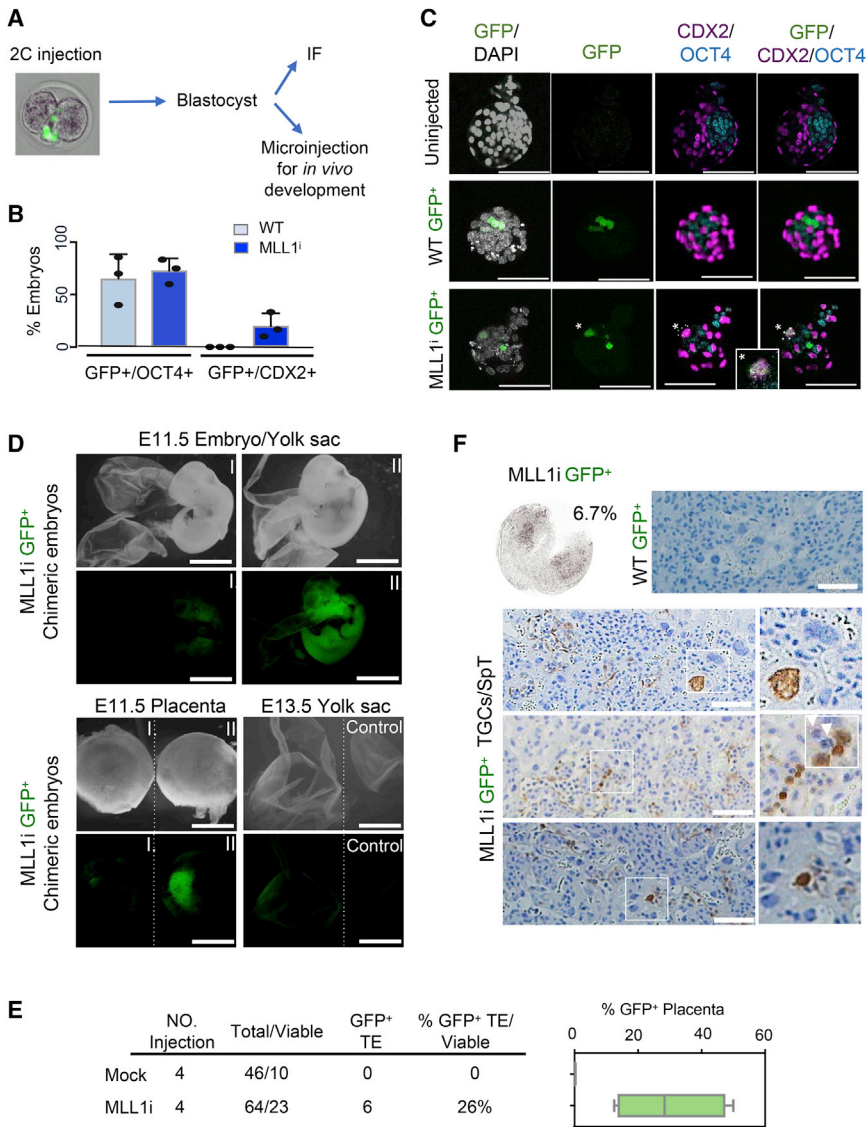 A
2C injection
Blastocyst
IF
Microinjection
for in vivo
development
B
WT
MLL1i
% Embryos
100
50
0
GFP+/OCT4+
GFP+/CDX2+
C
GFP/
DAPI
GFP
CDX2/
OCT4
GFP/
CDX2/OCT4
Uninjected
WT GFP+
MLL1i GFP+
*
*
*
*
D
E11.5 Embryo/Yolk sac
MLL1i GFP+
Chimeric embryos
I
II
I
II
E11.5 Placenta
E13.5 Yolk sac
MLL1i GFP+
Chimeric embryos
I
II
Control
I
II
Control
F
MLL1i GFP+
6.7%
WT GFP+
MLL1i GFP+ TGCs/SpT
E
NO.
Injection
Total/Viable
GFP+
TE
% GFP+ TE/
Viable
Mock 4 46/10 0 0
MLL1i 4 64/23 6 26%
% GFP+ Placenta
0 20 40 60